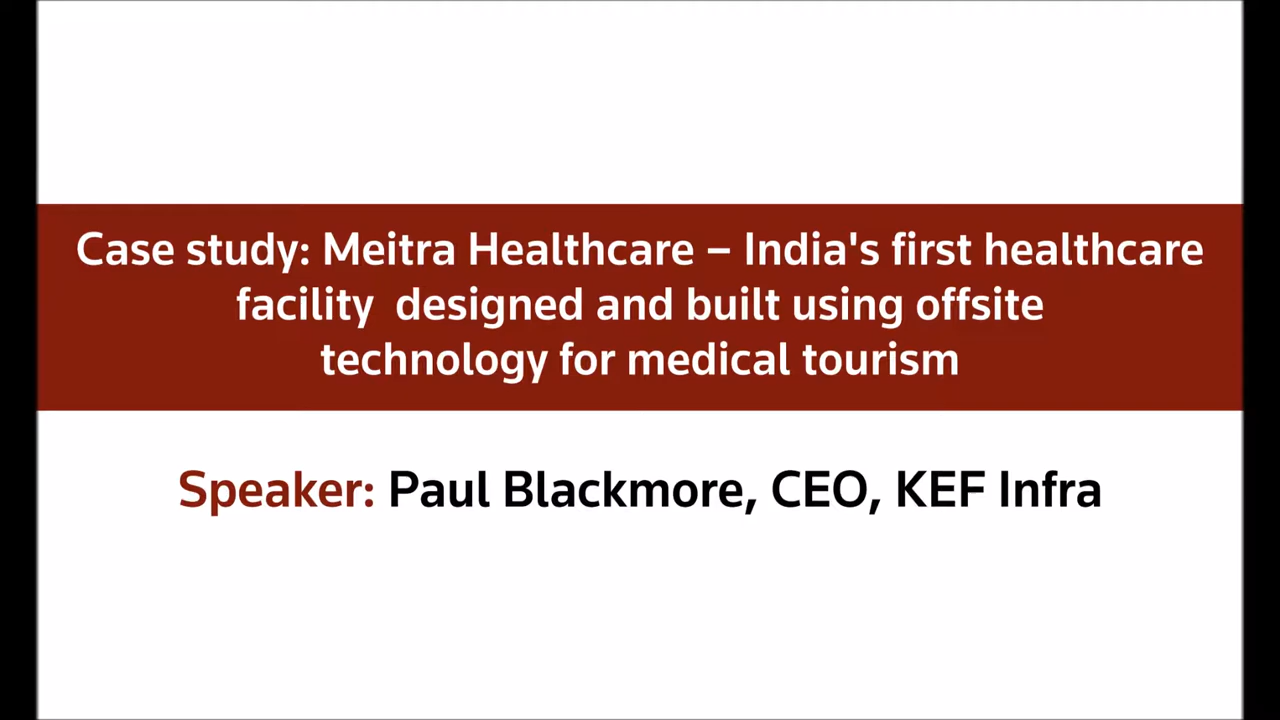 Case study: Meitra Healthcare – India's first healthcare
facility designed and built using offsite
technology for medical tourism
Speaker: Paul Blackmore, CEO, KEF Infra